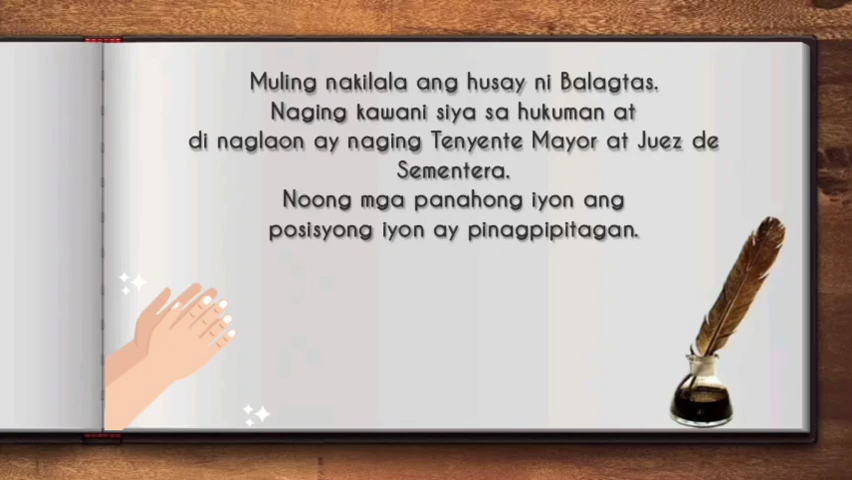 Muling nakilala ang husay ni Balagtas.
Naging kawani siya sa hukuman at
di naglaon ay naging Tenyente Mayor at Juez de
Sementera.
Noong mga panahong iyon ang
posisyong iyon ay pinagpipitagan.